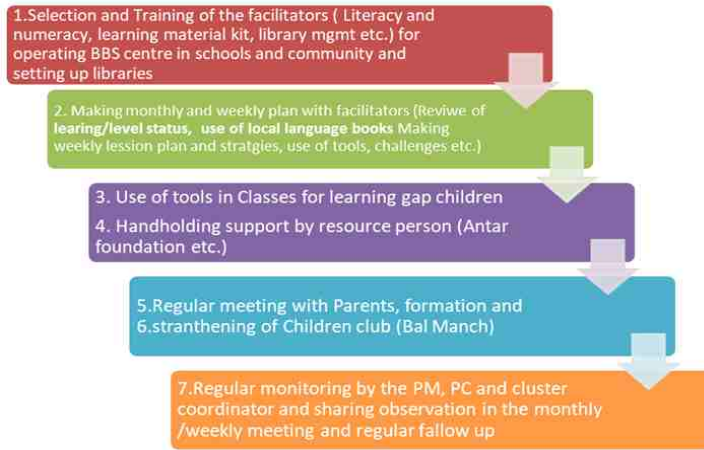 1.Selection and Training of the facilitators ( Literacy and
numeracy, learning material kit, library mgmt etc.) for
operating BBS centre in schools and community and
setting up libraries
2. Making monthly and weekly plan with facilitators (Reviwe of
learing/level status, use of local language books Making
weekly lession plan and stratgies, use of tools, challenges etc.)
3. Use of tools in Classes for learning gap children
4. Handholding support by resource person (Antar
foundation etc.)
5.Regular meeting with Parents, formation and
6.stranthening of Children club (Bal Manch)
7.Regular monitoring by the PM, PC and cluster
coordinator and sharing observation in the monthly
/weekly meeting and regular fallow up